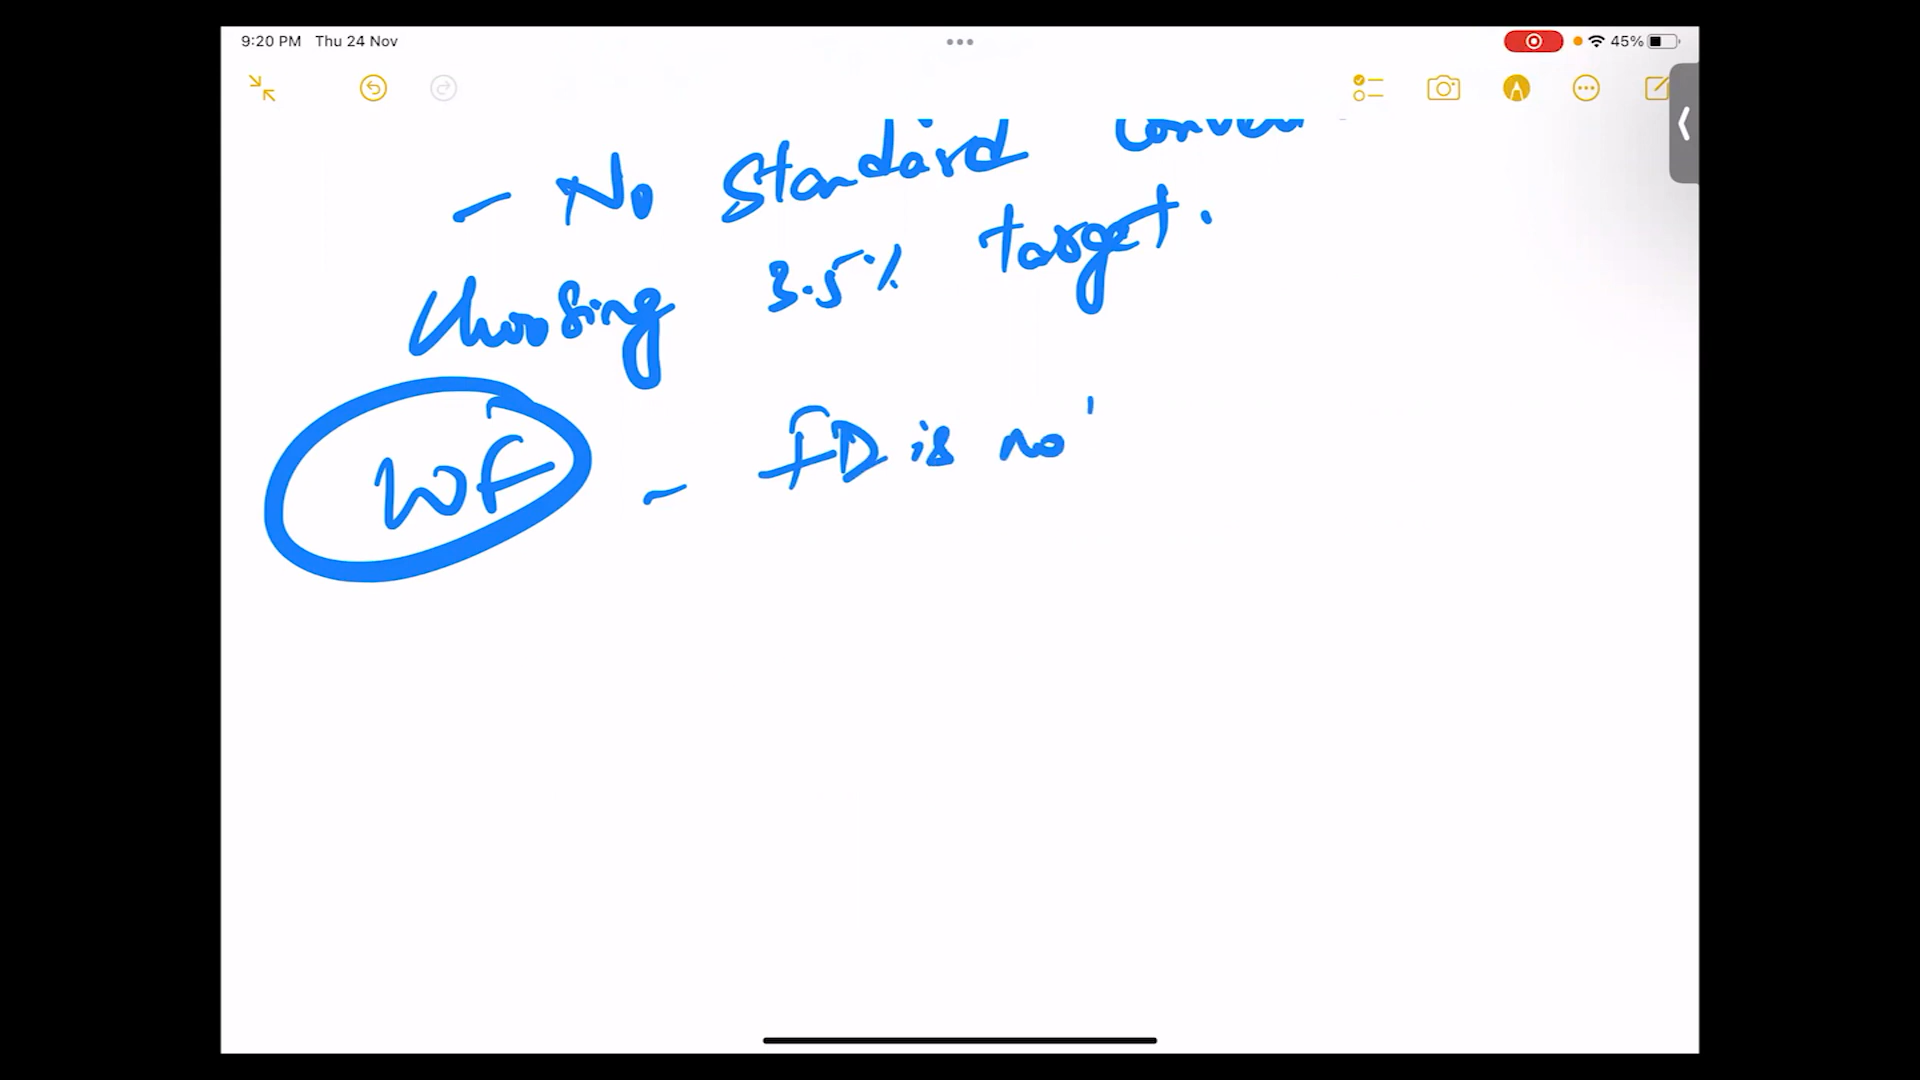 9:20 PM Thu 24 Nov
45%
- No standard
choosing 3.5% target.
WF - FD is no